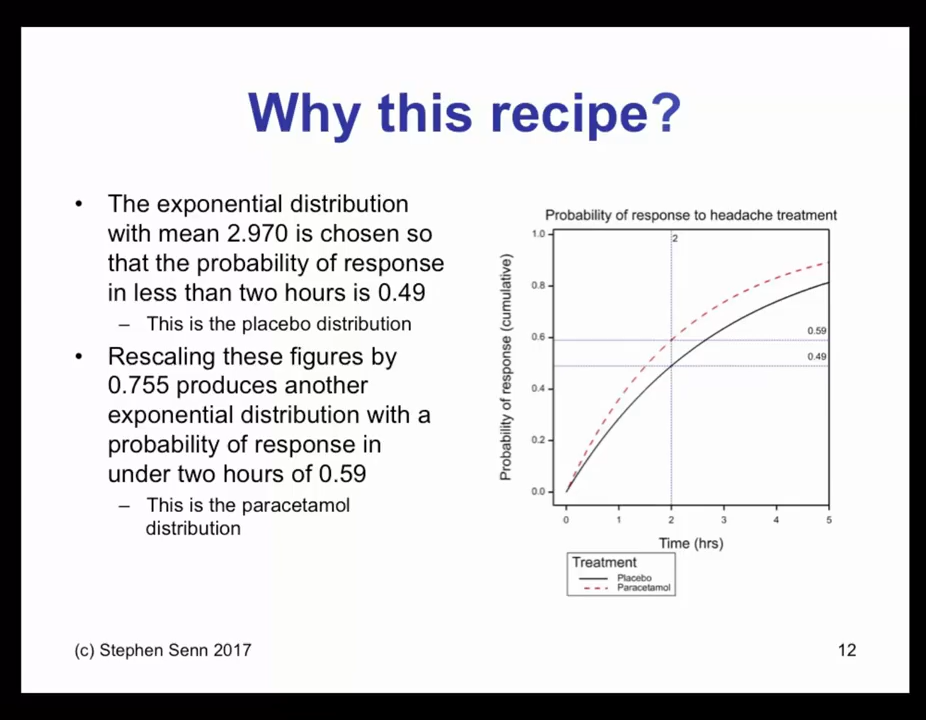 Why this recipe?
• The exponential distribution
with mean 2.970 is chosen so
that the probability of response
in less than two hours is 0.49
– This is the placebo distribution
• Rescaling these figures by
0.755 produces another
exponential distribution with a
probability of response in
under two hours of 0.59
– This is the paracetamol
distribution
Probability of response to headache treatment
Probability of response (cumulative)
1.0
0.8
0.6
0.4
0.2
0.0
2
0.59
0.49
0 1 2 3 4 5
Time (hrs)
Treatment
Placebo
Paracetamol
(c) Stephen Senn 2017
12